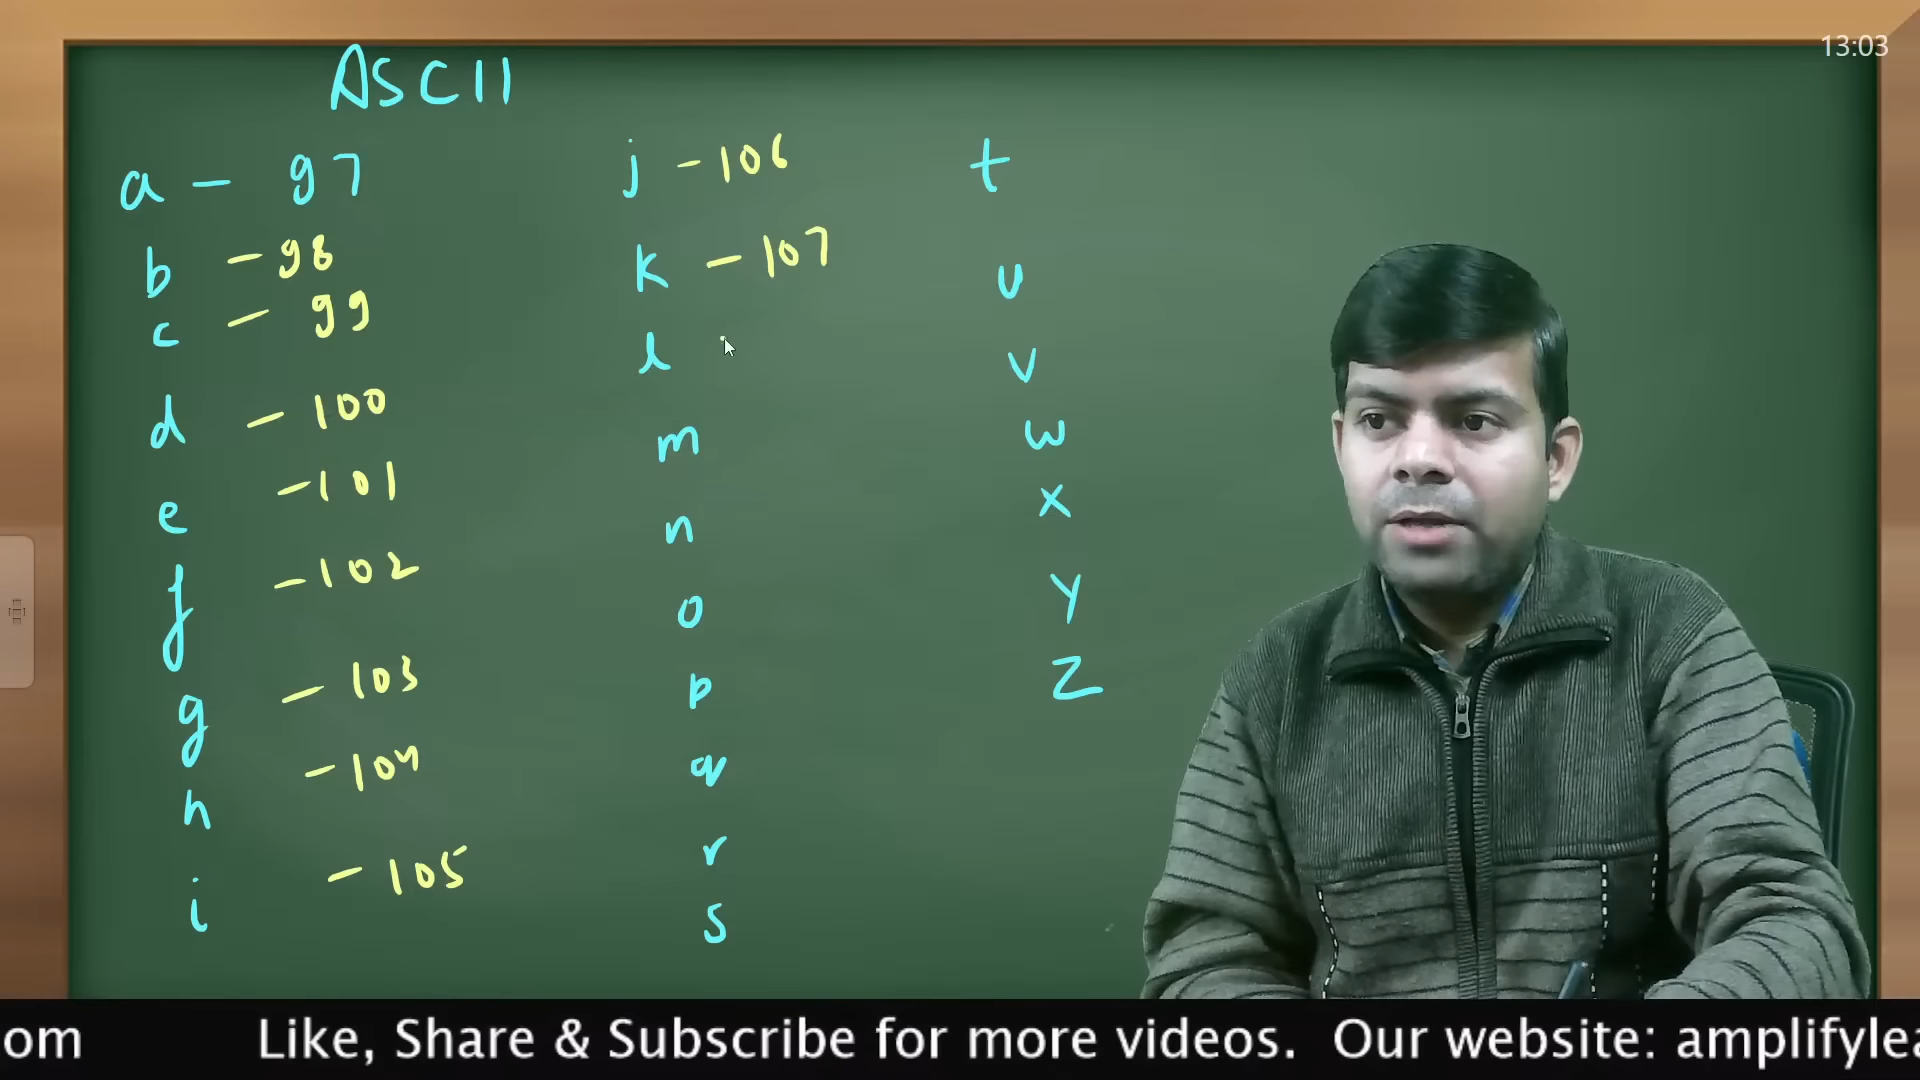 13:03
ASCII
a - 97
b - 98
c - 99
d - 100
e - 101
f - 102
g - 103
h - 104
i - 105
j - 106
k - 107
l
m
n
o
p
q
r
s
t
u
v
w
x
y
z
om Like, Share & Subscribe for more videos. Our website: amplifylea